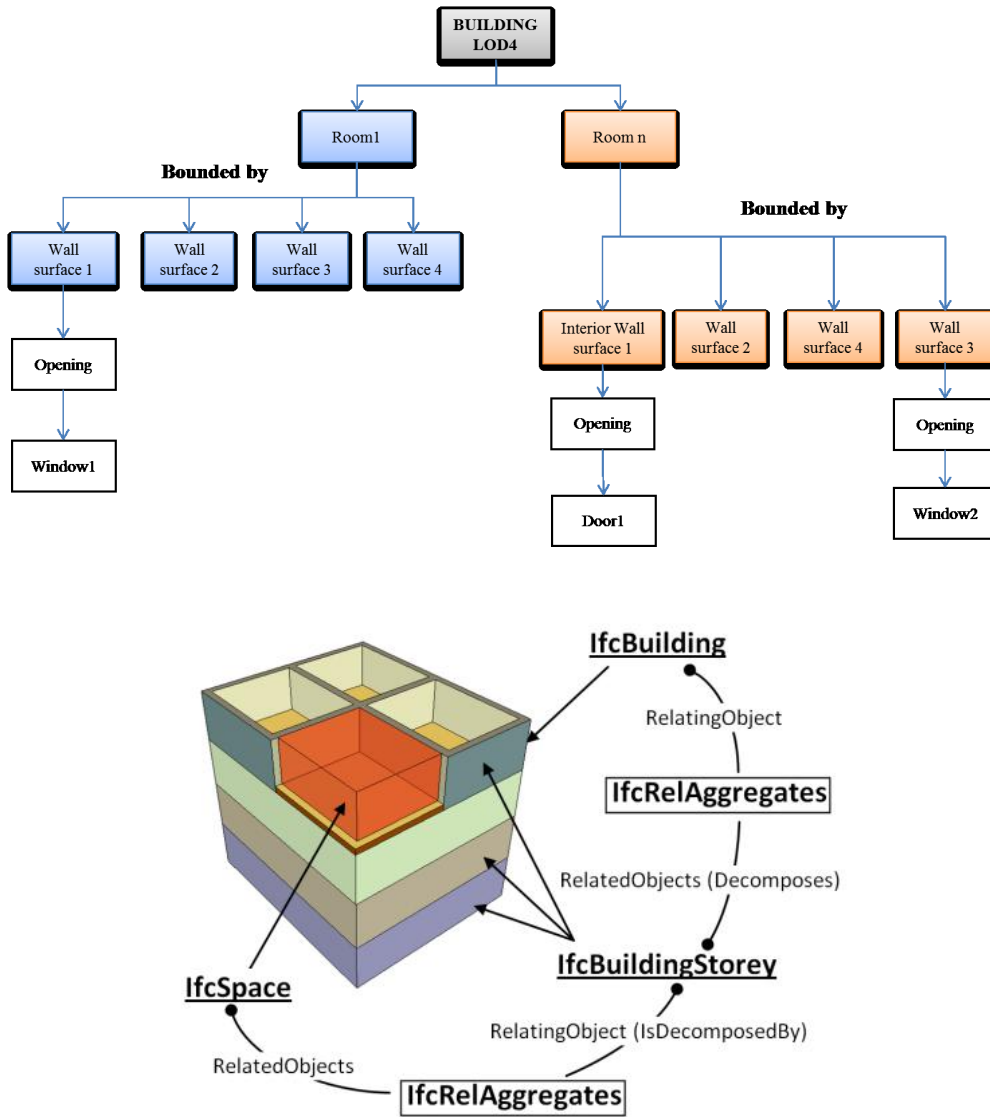 BUILDING
LOD4
Room1
Room n
Bounded by
Bounded by
Wall
surface 1
Wall
surface 2
Wall
surface 3
Wall
surface 4
Interior Wall
surface 1
Wall
surface 2
Wall
surface 4
Wall
surface 3
Opening
Opening
Opening
Window1
Door1
Window2
IfcBuilding
RelatingObject
IfcRelAggregates
RelatedObjects (Decomposes)
IfcBuildingStorey
IfcSpace
RelatingObject (IsDecomposedBy)
RelatedObjects
IfcRelAggregates